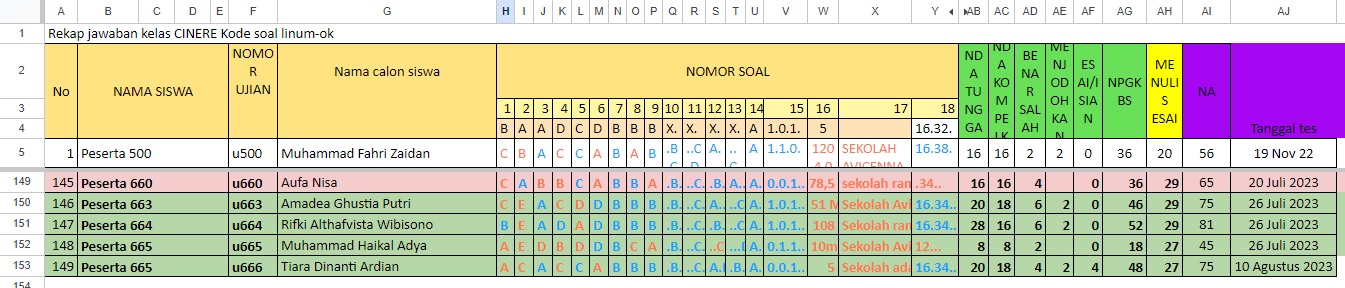 A B C D E F G H I J K L M N O P Q R S T U V W X Y AB AC AD AE AF AG AH AI AJ
1 Rekap jawaban kelas CINERE Kode soal linum-ok
2 No NAMA SISWA NOMOR UJIAN Nama calon siswa NOMOR SOAL BENAR SALAH MENJODOHKAN ESAI/ISIAN NPGKBS MENULIS ESAI NA Tanggal tes
3 1 2 3 4 5 6 7 8 9 10 11 12 13 14 15 16 17 18
4 B A A D C D B B B X. X. X. X. A 1.0.1. 5 16.32.
5 1 Peserta 500 u500 Muhammad Fahri Zaidan C B A C C A B A B A. A. 1.1.0. 120 SEKOLAH AVICENNA 16.38. 16 16 2 2 0 36 20 56 19 Nov 22
149 145 Peserta 660 u660 Aufa Nisa C A B B C A B B A .B. ..C. .B. A.. A. 0.0.1.. 78,5 sekolah ran .34.. 16 16 4 0 36 29 65 20 Juli 2023
150 146 Peserta 663 u663 Amadea Ghustia Putri C E A C D D B B B .B. ..C. ..C. A.. A. 0.0.1.. 51 M Sekolah Avi 16.34.. 20 18 6 2 0 46 29 75 26 Juli 2023
151 147 Peserta 664 u664 Rifki Althafvista Wibisono B E A D A D B B B .B. ..C. ..C. A.. A. 0.0.1.. 108 Sekolah ran 16.34.. 28 16 6 2 0 52 29 81 26 Juli 2023
152 148 Peserta 665 u665 Muhammad Haikal Adya A E D B D D B C A .B. ..C. ..C A. 0.0.1.. 10m Sekolah Avi 12... 8 8 2 0 18 27 45 26 Juli 2023
153 149 Peserta 665 u666 Tiara Dinanti Ardian A C A C C A B B B .B. ..C. A. 0.0.1.. 5 Sekolah ada 16.34.. 20 18 4 2 4 48 27 75 10 Agustus 2023
154